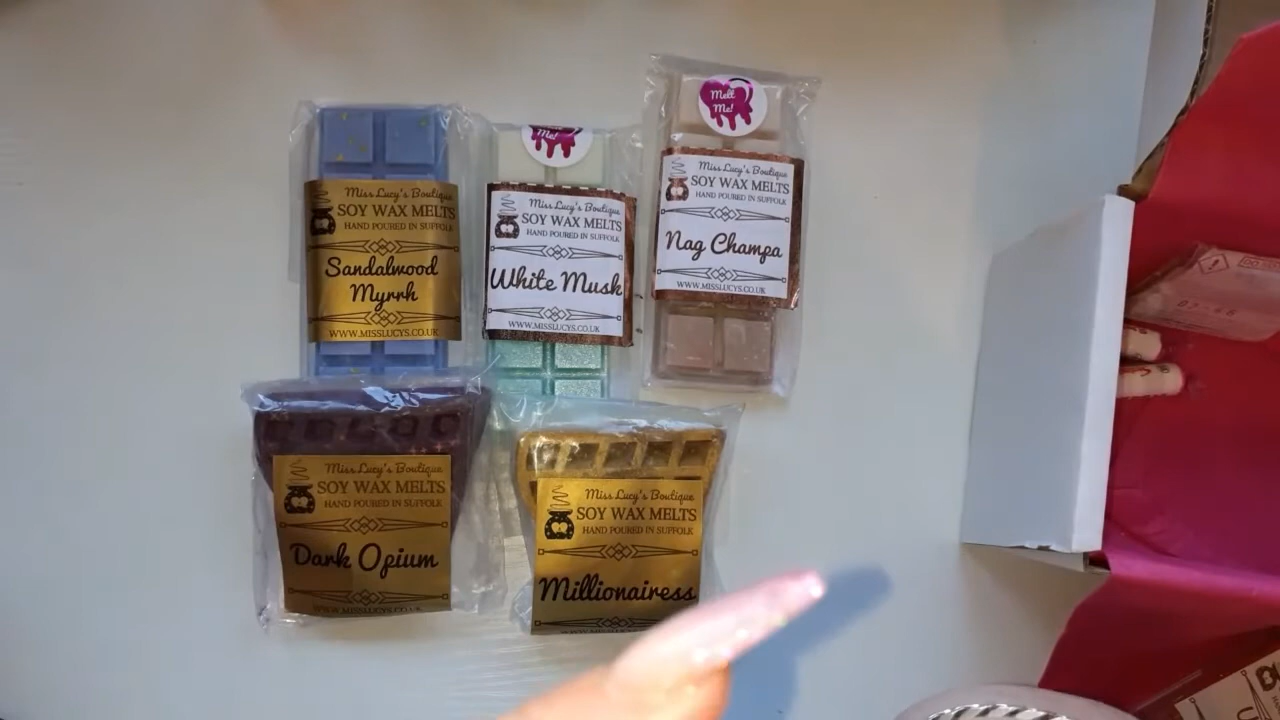 Miss Lucy's Boutique
SOY WAX MELTS
HAND POURED IN SUFFOLK
Sandalwood
Myrrh
WWW.MISSLUCYS.CO.UK
Me!
Miss Lucy's Boutique
SOY WAX MELTS
HAND POURED IN SUFFOLK
White Musk
WWW.MISSLUCYS.CO.UK
Melt
Me!
Miss Lucy's Boutique
SOY WAX MELTS
HAND POURED IN SUFFOLK
Nag Champa
WWW.MISSLUCYS.CO.UK
Miss Lucy's Boutique
SOY WAX MELTS
HAND POURED IN SUFFOLK
Dark Opium
WWW.MISSLUCYS.CO.UK
Miss Lucy's Boutique
SOY WAX MELTS
HAND POURED IN SUFFOLK
Millionairess